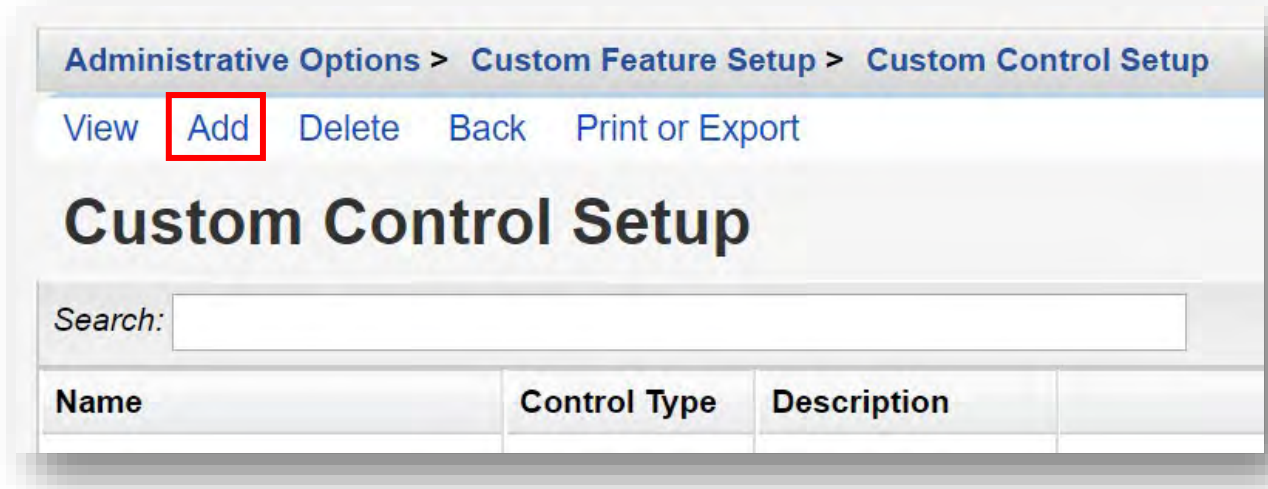 Administrative Options > Custom Feature Setup > Custom Control Setup
View Add Delete Back Print or Export
Custom Control Setup
Search:
Name Control Type Description